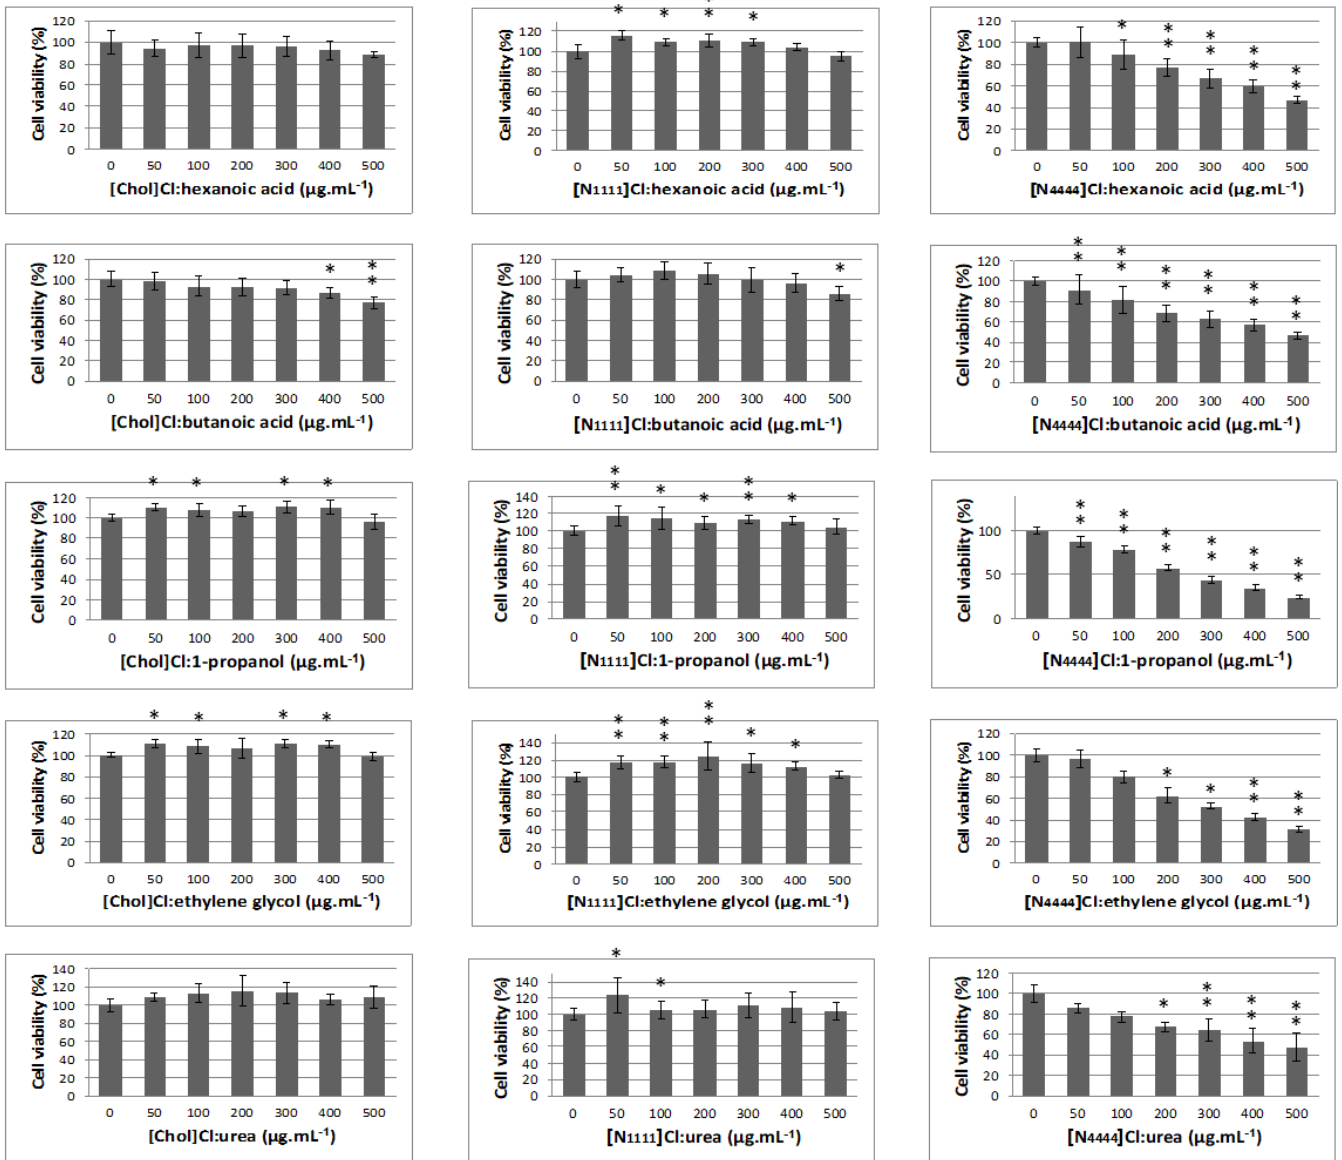 * * * *
*
Cell viability (%)
120
100
80
60
40
20
0
0 50 100 200 300 400 500
[Chol]Cl:hexanoic acid (µg.mL-1)
Cell viability (%)
120
100
80
60
40
20
0
0 50 100 200 300 400 500
[N1111]Cl:hexanoic acid (µg.mL-1)
Cell viability (%)
120
100
80
60
40
20
0
* * * * *
* * * *
0 50 100 200 300 400 500
[N4444]Cl:hexanoic acid (µg.mL-1)
Cell viability (%)
120
100
80
60
40
20
0
* *
*
0 50 100 200 300 400 500
[Chol]Cl:butanoic acid (µg.mL-1)
Cell viability (%)
120
100
80
60
40
20
0
*
0 50 100 200 300 400 500
[N1111]Cl:butanoic acid (µg.mL-1)
Cell viability (%)
120
100
80
60
40
20
0
* * * * * *
* * * * * *
0 50 100 200 300 400 500
[N4444]Cl:butanoic acid (µg.mL-1)
Cell viability (%)
120
100
80
60
40
20
0
* * * *
0 50 100 200 300 400 500
[Chol]Cl:1-propanol (µg.mL-1)
Cell viability (%)
140
120
100
80
60
40
20
0
* * * * *
* *
0 50 100 200 300 400 500
[N1111]Cl:1-propanol (µg.mL-1)
Cell viability (%)
100
50
0
* * * * * *
* * * * * *
0 50 100 200 300 400 500
[N4444]Cl:1-propanol (µg.mL-1)
Cell viability (%)
120
100
80
60
40
20
0
* * * *
0 50 100 200 300 400 500
[Chol]Cl:ethylene glycol (µg.mL-1)
Cell viability (%)
140
120
100
80
60
40
20
0
* * * * *
* * *
0 50 100 200 300 400 500
[N1111]Cl:ethylene glycol (µg.mL-1)
Cell viability (%)
120
100
80
60
40
20
0
* * * *
* *
0 50 100 200 300 400 500
[N4444]Cl:ethylene glycol (µg.mL-1)
Cell viability (%)
140
120
100
80
60
40
20
0
0 50 100 200 300 400 500
[Chol]Cl:urea (µg.mL-1)
Cell viability (%)
140
120
100
80
60
40
20
0
* *
0 50 100 200 300 400 500
[N1111]Cl:urea (µg.mL-1)
Cell viability (%)
120
100
80
60
40
20
0
* * * *
* * *
0 50 100 200 300 400 500
[N4444]Cl:urea (µg.mL-1)